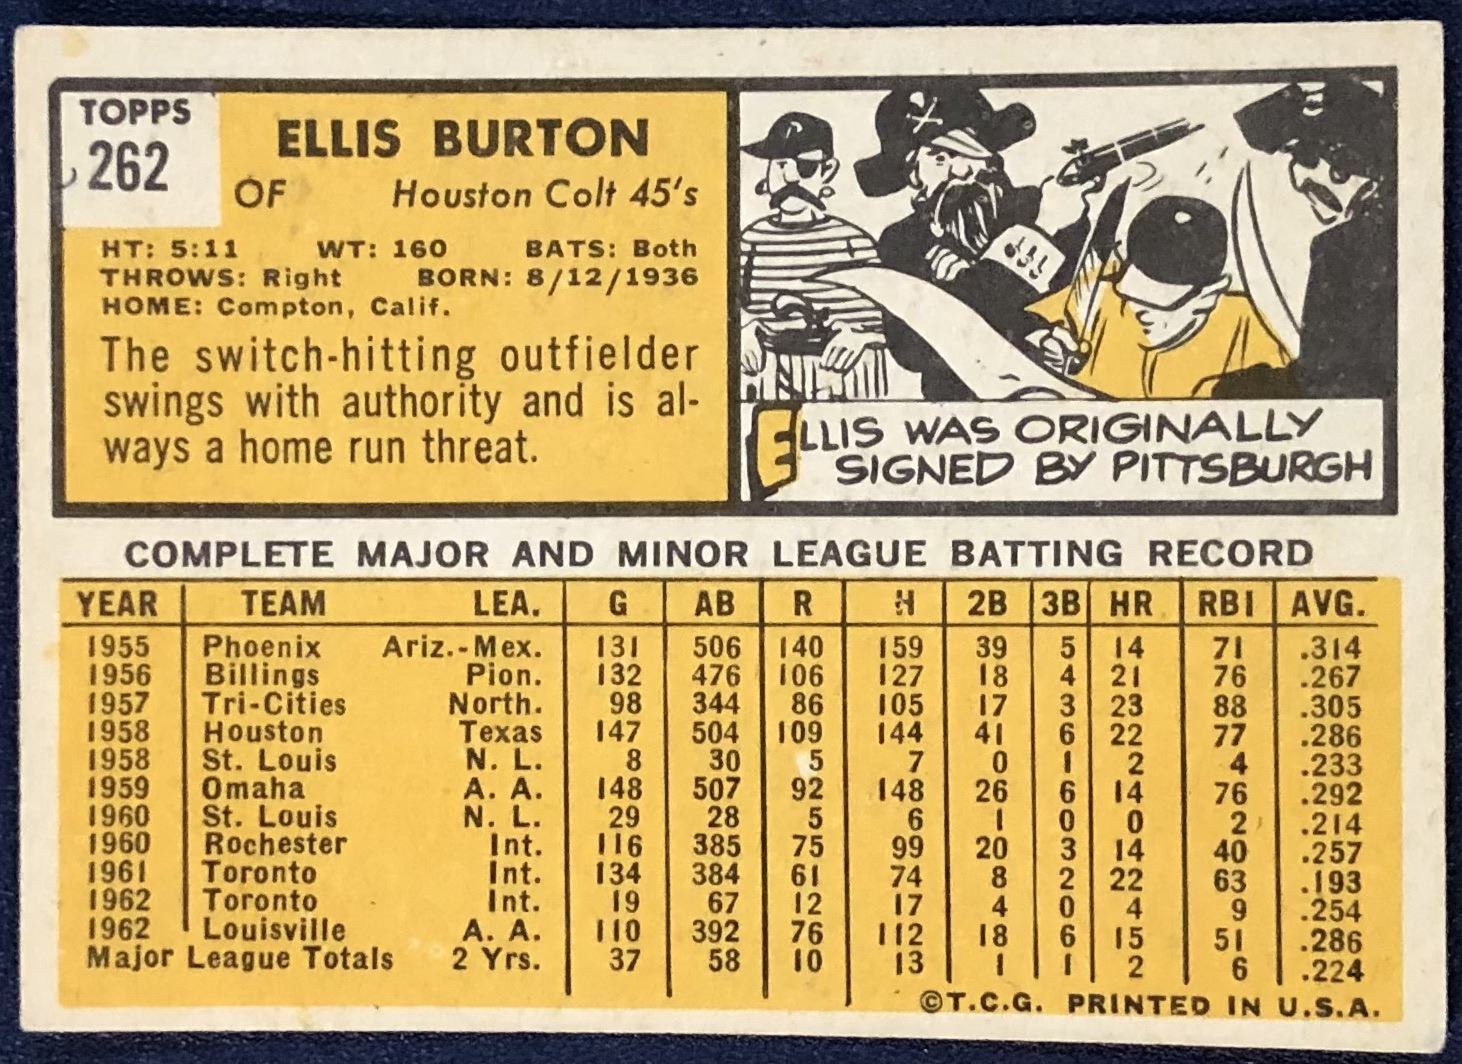 TOPPS
262
ELLIS BURTON
OF Houston Colt 45's
HT: 5:11 WT: 160 BATS: Both
THROWS: Right BORN: 8/12/1936
HOME: Compton, Calif.
The switch-hitting outfielder
swings with authority and is al-
ways a home run threat.
P
ELLIS WAS ORIGINALLY
SIGNED BY PITTSBURGH
COMPLETE MAJOR AND MINOR LEAGUE BATTING RECORD
YEAR TEAM LEA. G AB R H 2B 3B HR RBI AVG.
1955 Phoenix Ariz.-Mex. 131 506 140 159 39 5 14 71 .314
1956 Billings Pion. 132 476 106 127 18 4 21 76 .267
1957 Tri-Cities North. 98 344 86 105 17 3 23 88 .305
1958 Houston Texas 147 504 109 144 41 6 22 77 .286
1958 St. Louis N. L. 8 30 5 7 0 1 2 4 .233
1959 Omaha A. A. 148 507 92 148 26 6 14 76 .292
1960 St. Louis N. L. 29 28 5 6 1 0 0 2 .214
1960 Rochester Int. 116 385 75 99 20 3 14 40 .257
1961 Toronto Int. 134 384 61 74 8 2 22 63 .193
1962 Toronto Int. 19 67 12 17 4 0 4 9 .254
1962 Louisville A. A. 110 392 76 112 18 6 15 51 .286
Major League Totals 2 Yrs. 37 58 10 13 1 1 2 6 .224
©T.C.G. PRINTED IN U.S.A.